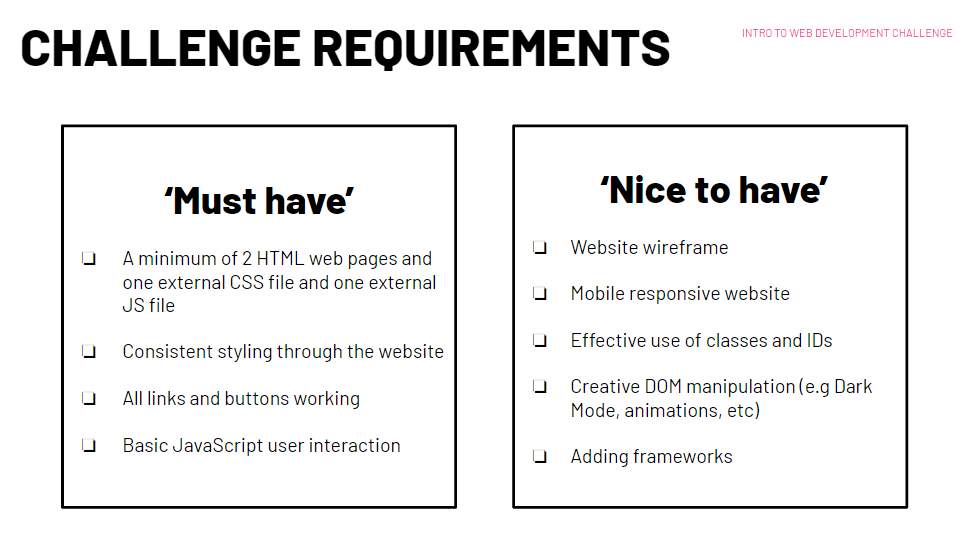 CHALLENGE REQUIREMENTS
INTRO TO WEB DEVELOPMENT CHALLENGE
‘Must have’
❏ A minimum of 2 HTML web pages and
one external CSS file and one external
JS file
❏ Consistent styling through the website
❏ All links and buttons working
❏ Basic JavaScript user interaction
‘Nice to have’
❏ Website wireframe
❏ Mobile responsive website
❏ Effective use of classes and IDs
❏ Creative DOM manipulation (e.g Dark
Mode, animations, etc)
❏ Adding frameworks